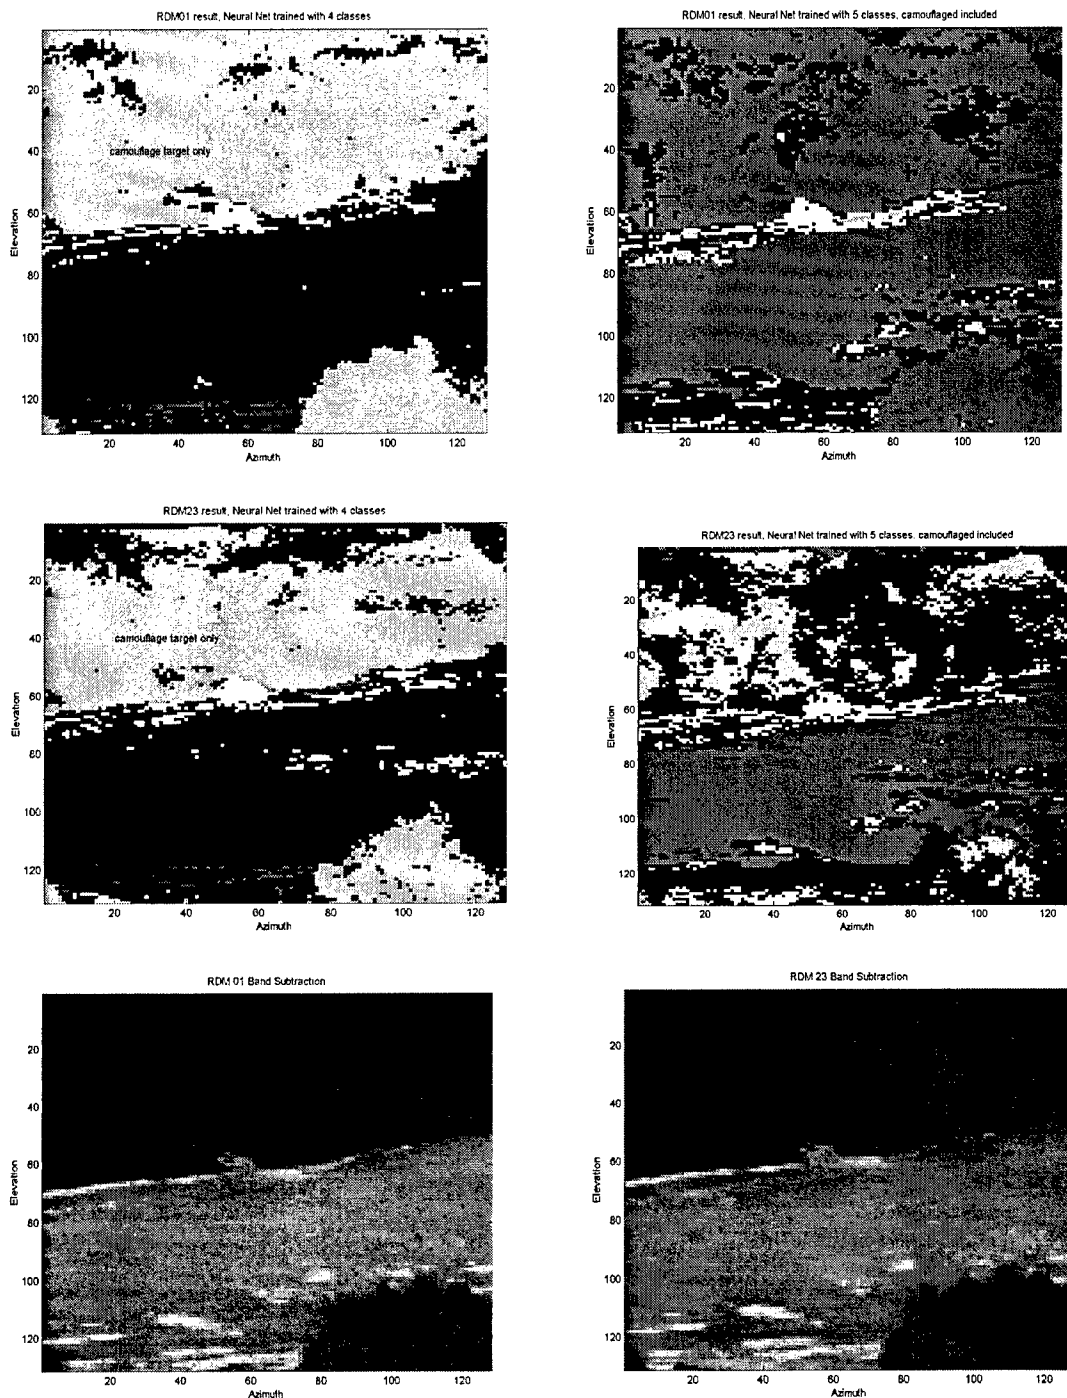 RDM01 result, Neural Net trained with 4 classes
20
40
60
80
100
120
Elevation
camouflage target only
20 40 60 80 100 120
Azimuth
RDM01 result, Neural Net trained with 5 classes, camouflaged included
20
40
60
80
100
120
Elevation
20 40 60 80 100 120
Azimuth
RDM23 result, Neural Net trained with 4 classes
20
40
60
80
100
120
Elevation
camouflage target only
20 40 60 80 100 120
Azimuth
RDM23 result, Neural Net trained with 5 classes, camouflaged included
20
40
60
80
100
120
Elevation
20 40 60 80 100 120
Azimuth
RDM 01 Band Subtraction
20
40
60
80
100
120
Elevation
20 40 60 80 100 120
Azimuth
RDM 23 Band Subtraction
20
40
60
80
100
120
Elevation
20 40 60 80 100 120
Azimuth